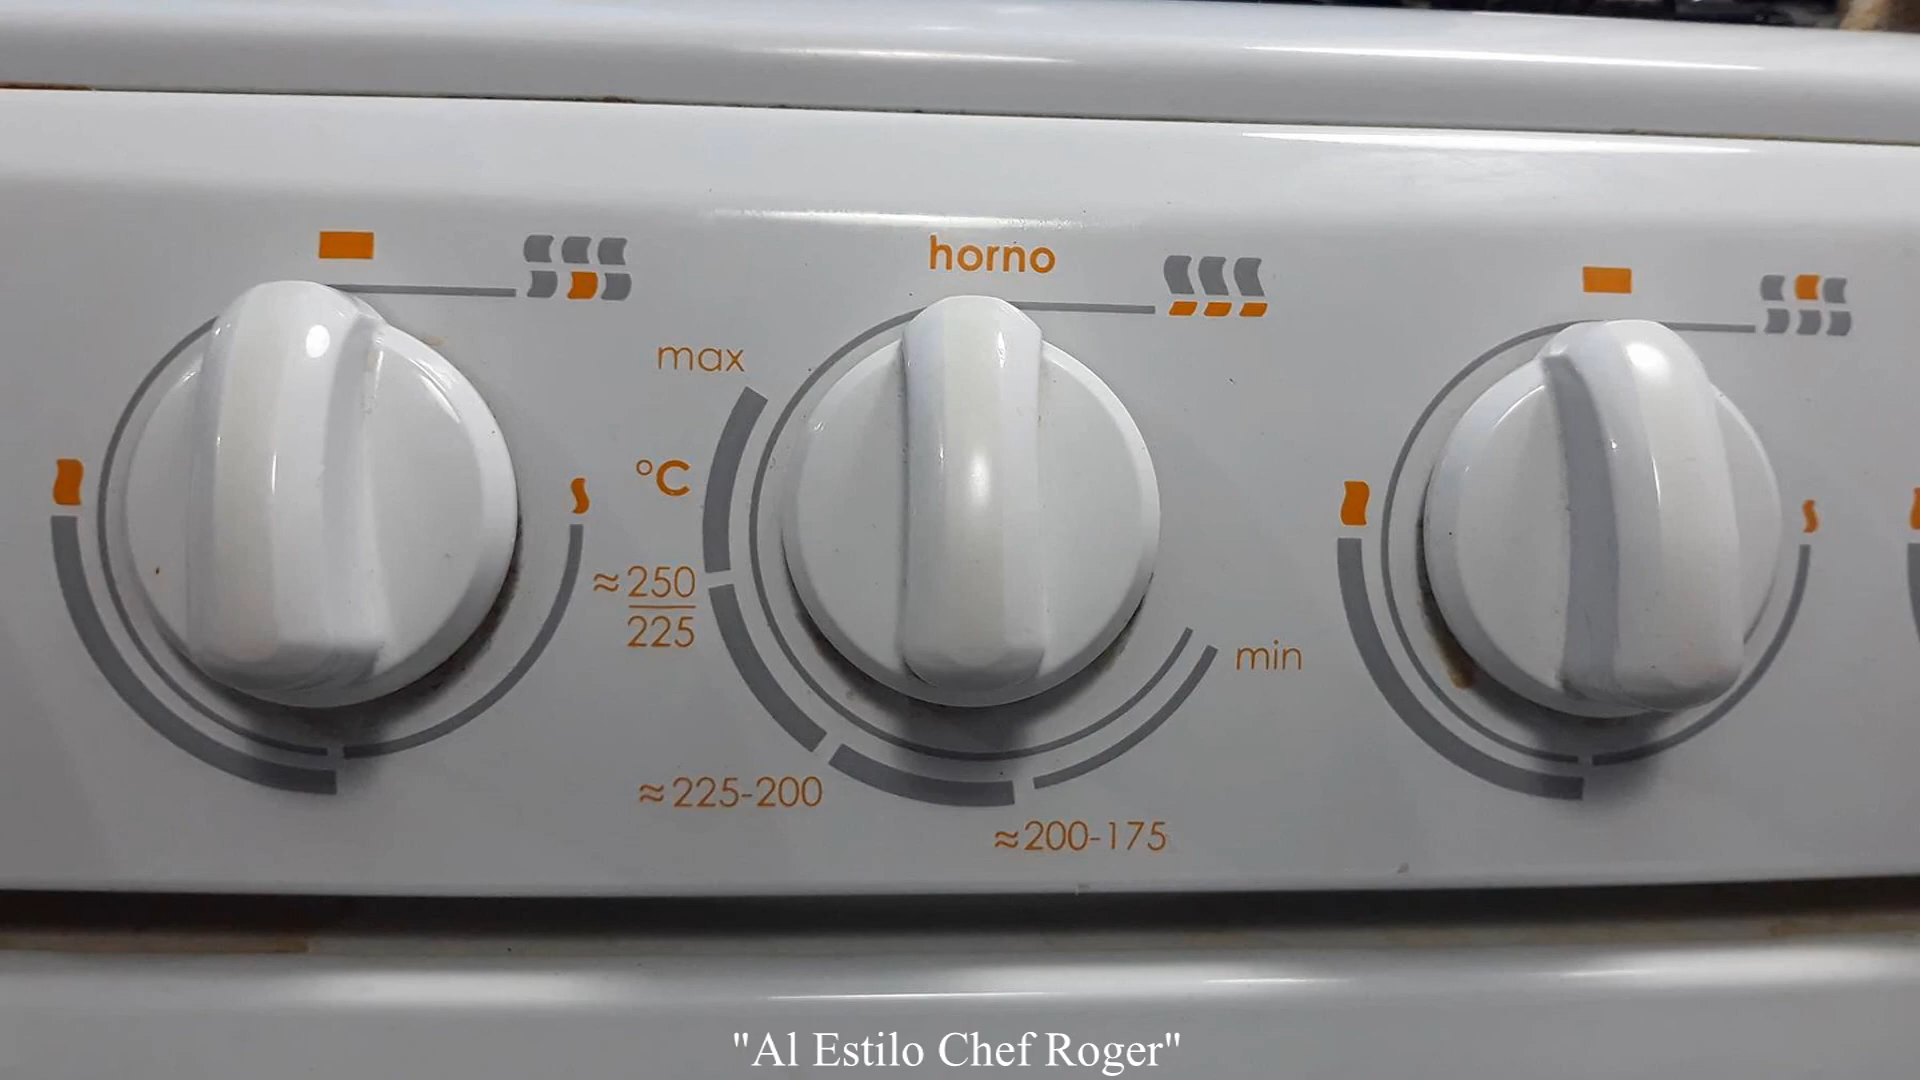 horno
max
°C
≈250
225
min
≈225-200
≈200-175
"Al Estilo Chef Roger"